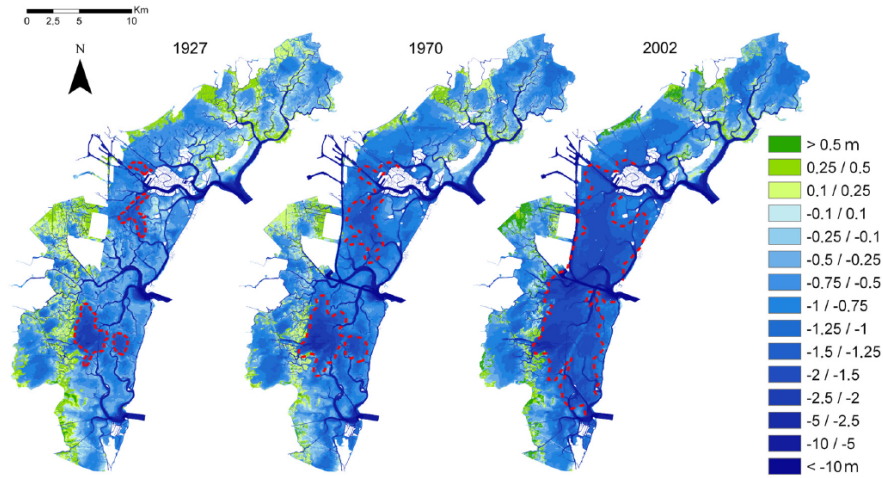 0 2,5 5 10 Km
N
1927
1970
2002
> 0.5 m
0,25 / 0.5
0.1 / 0.25
-0.1 / 0.1
-0.25 / -0.1
-0.5 / -0.25
-0.75 / -0.5
-1 / -0.75
-1.25 / -1
-1.5 / -1.25
-2 / -1.5
-2.5 / -2
-5 / -2.5
-10 / -5
< -10 m